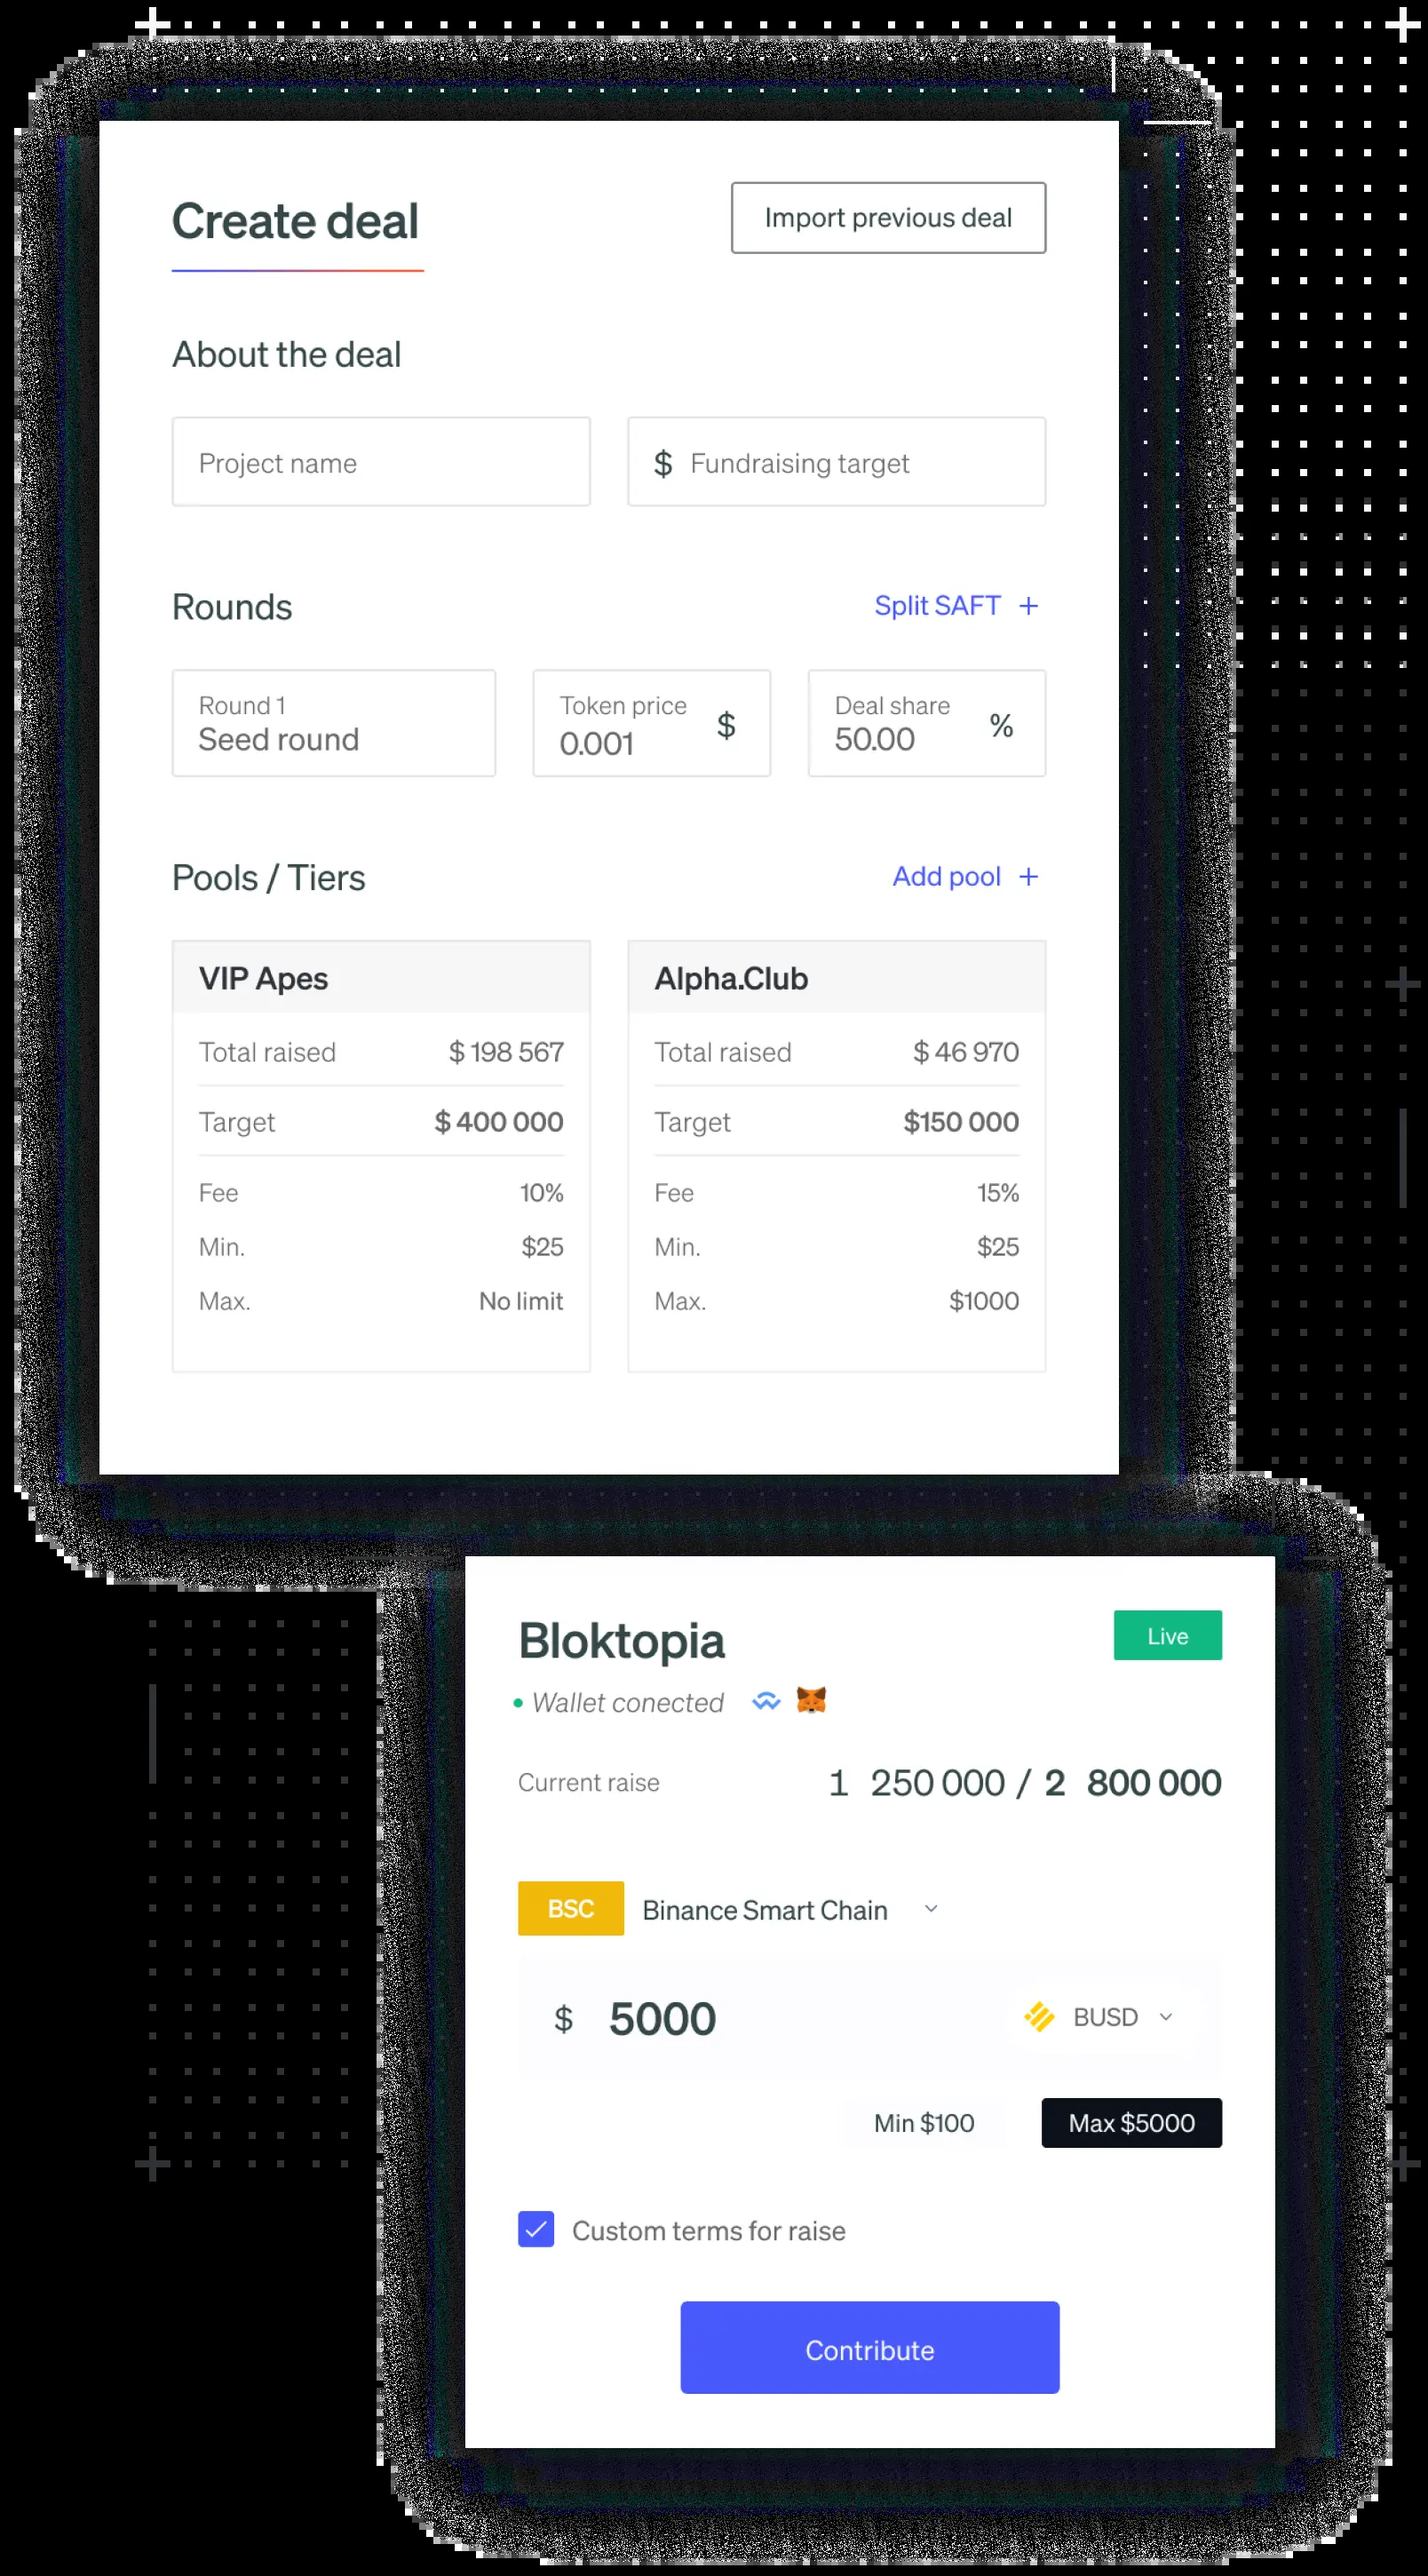 Create deal
Import previous deal
About the deal
Project name
$ Fundraising target
Rounds
Split SAFT +
Round 1
Seed round
Token price
0.001
$
Deal share
50.00
%
Pools / Tiers
Add pool +
VIP Apes
Total raised $ 198 567
Target $ 400 000
Fee 10%
Min. $25
Max. No limit
Alpha.Club
Total raised $ 46 970
Target $150 000
Fee 15%
Min. $25
Max. $1000
Bloktopia
Live
Wallet conected
Current raise 1 250 000 / 2 800 000
BSC Binance Smart Chain
$ 5000 BUSD
Min $100 Max $5000
Custom terms for raise
Contribute